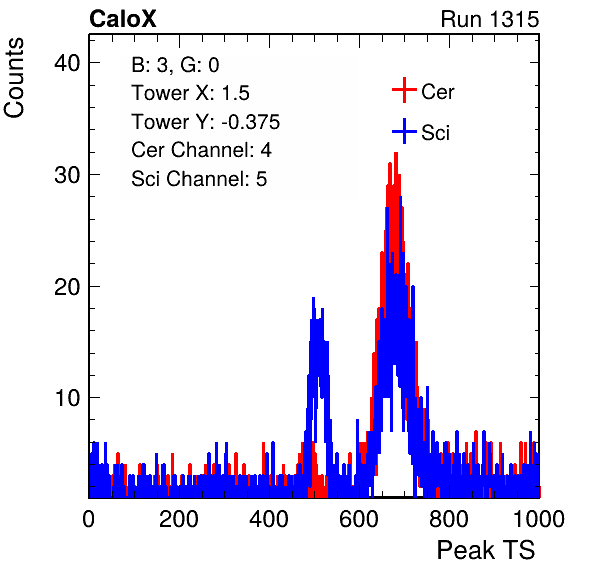 CaloX Run 1315
Counts
B: 3, G: 0
Tower X: 1.5
Tower Y: -0.375
Cer Channel: 4
Sci Channel: 5
Cer
Sci
40
30
20
10
0 200 400 600 800 1000
Peak TS